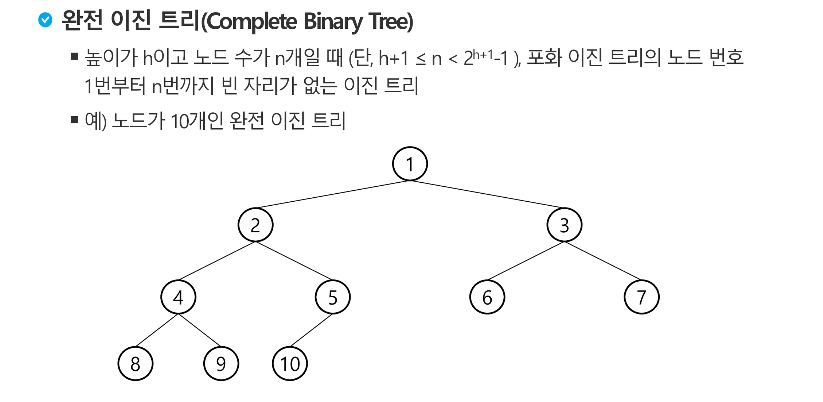 완전 이진 트리(Complete Binary Tree)
▪ 높이가 h이고 노드 수가 n개일 때 (단, h+1 ≤ n < 2ʰ⁺¹-1 ), 포화 이진 트리의 노드 번호
1번부터 n번까지 빈 자리가 없는 이진 트리
▪ 예) 노드가 10개인 완전 이진 트리
1
2 3
4 5 6 7
8 9 10